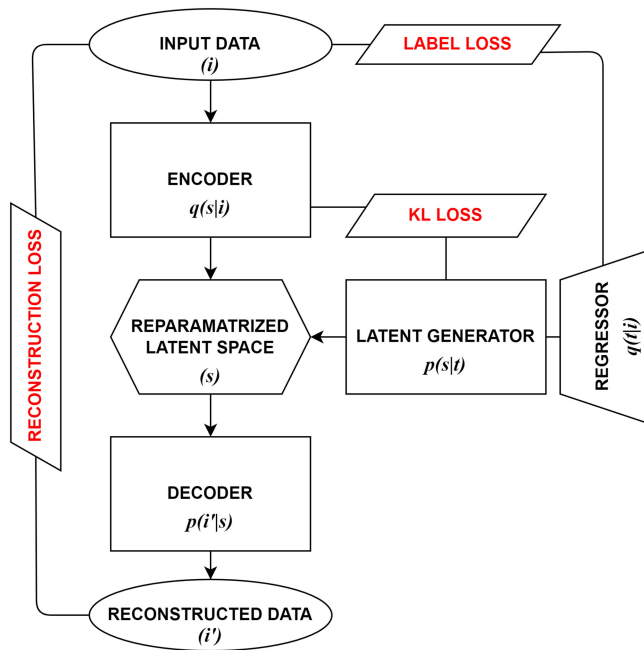 INPUT DATA
(i)
LABEL LOSS
ENCODER
q(s|i)
KL LOSS
RECONSTRUCTION LOSS
REPARAMATRIZED
LATENT SPACE
(s)
LATENT GENERATOR
p(s|t)
REGRESSOR
q(t|i)
DECODER
p(i'|s)
RECONSTRUCTED DATA
(i')